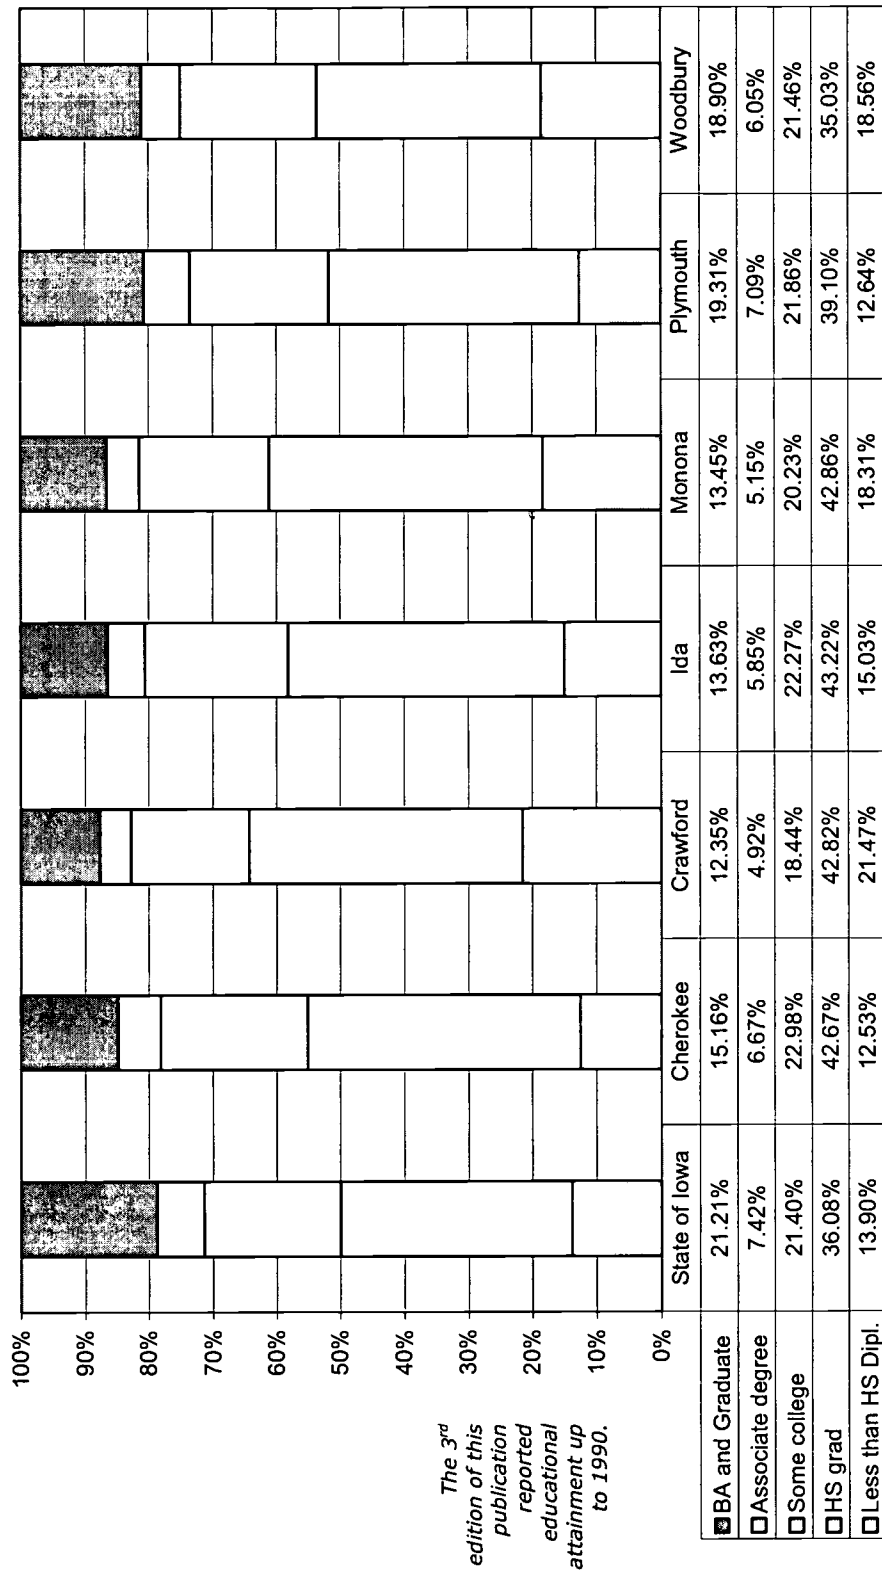 100%
90%
80%
70%
60%
50%
40%
30%
20%
10%
0%
The 3rd
edition of this
publication
reported
educational
attainment up
to 1990.
State of Iowa Cherokee Crawford Ida Monona Plymouth Woodbury
BA and Graduate 21.21% 15.16% 12.35% 13.63% 13.45% 19.31% 18.90%
Associate degree 7.42% 6.67% 4.92% 5.85% 5.15% 7.09% 6.05%
Some college 21.40% 22.98% 18.44% 22.27% 20.23% 21.86% 21.46%
HS grad 36.08% 42.67% 42.82% 43.22% 42.86% 39.10% 35.03%
Less than HS Dipl. 13.90% 12.53% 21.47% 15.03% 18.31% 12.64% 18.56%